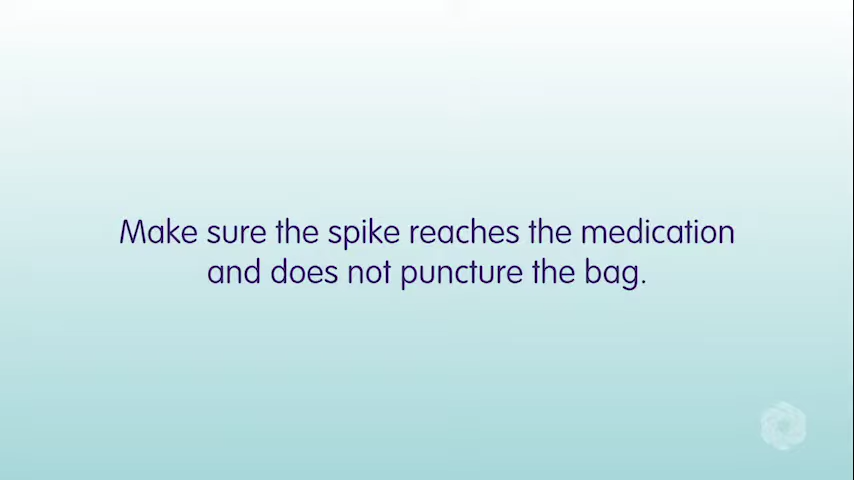 Make sure the spike reaches the medication
and does not puncture the bag.